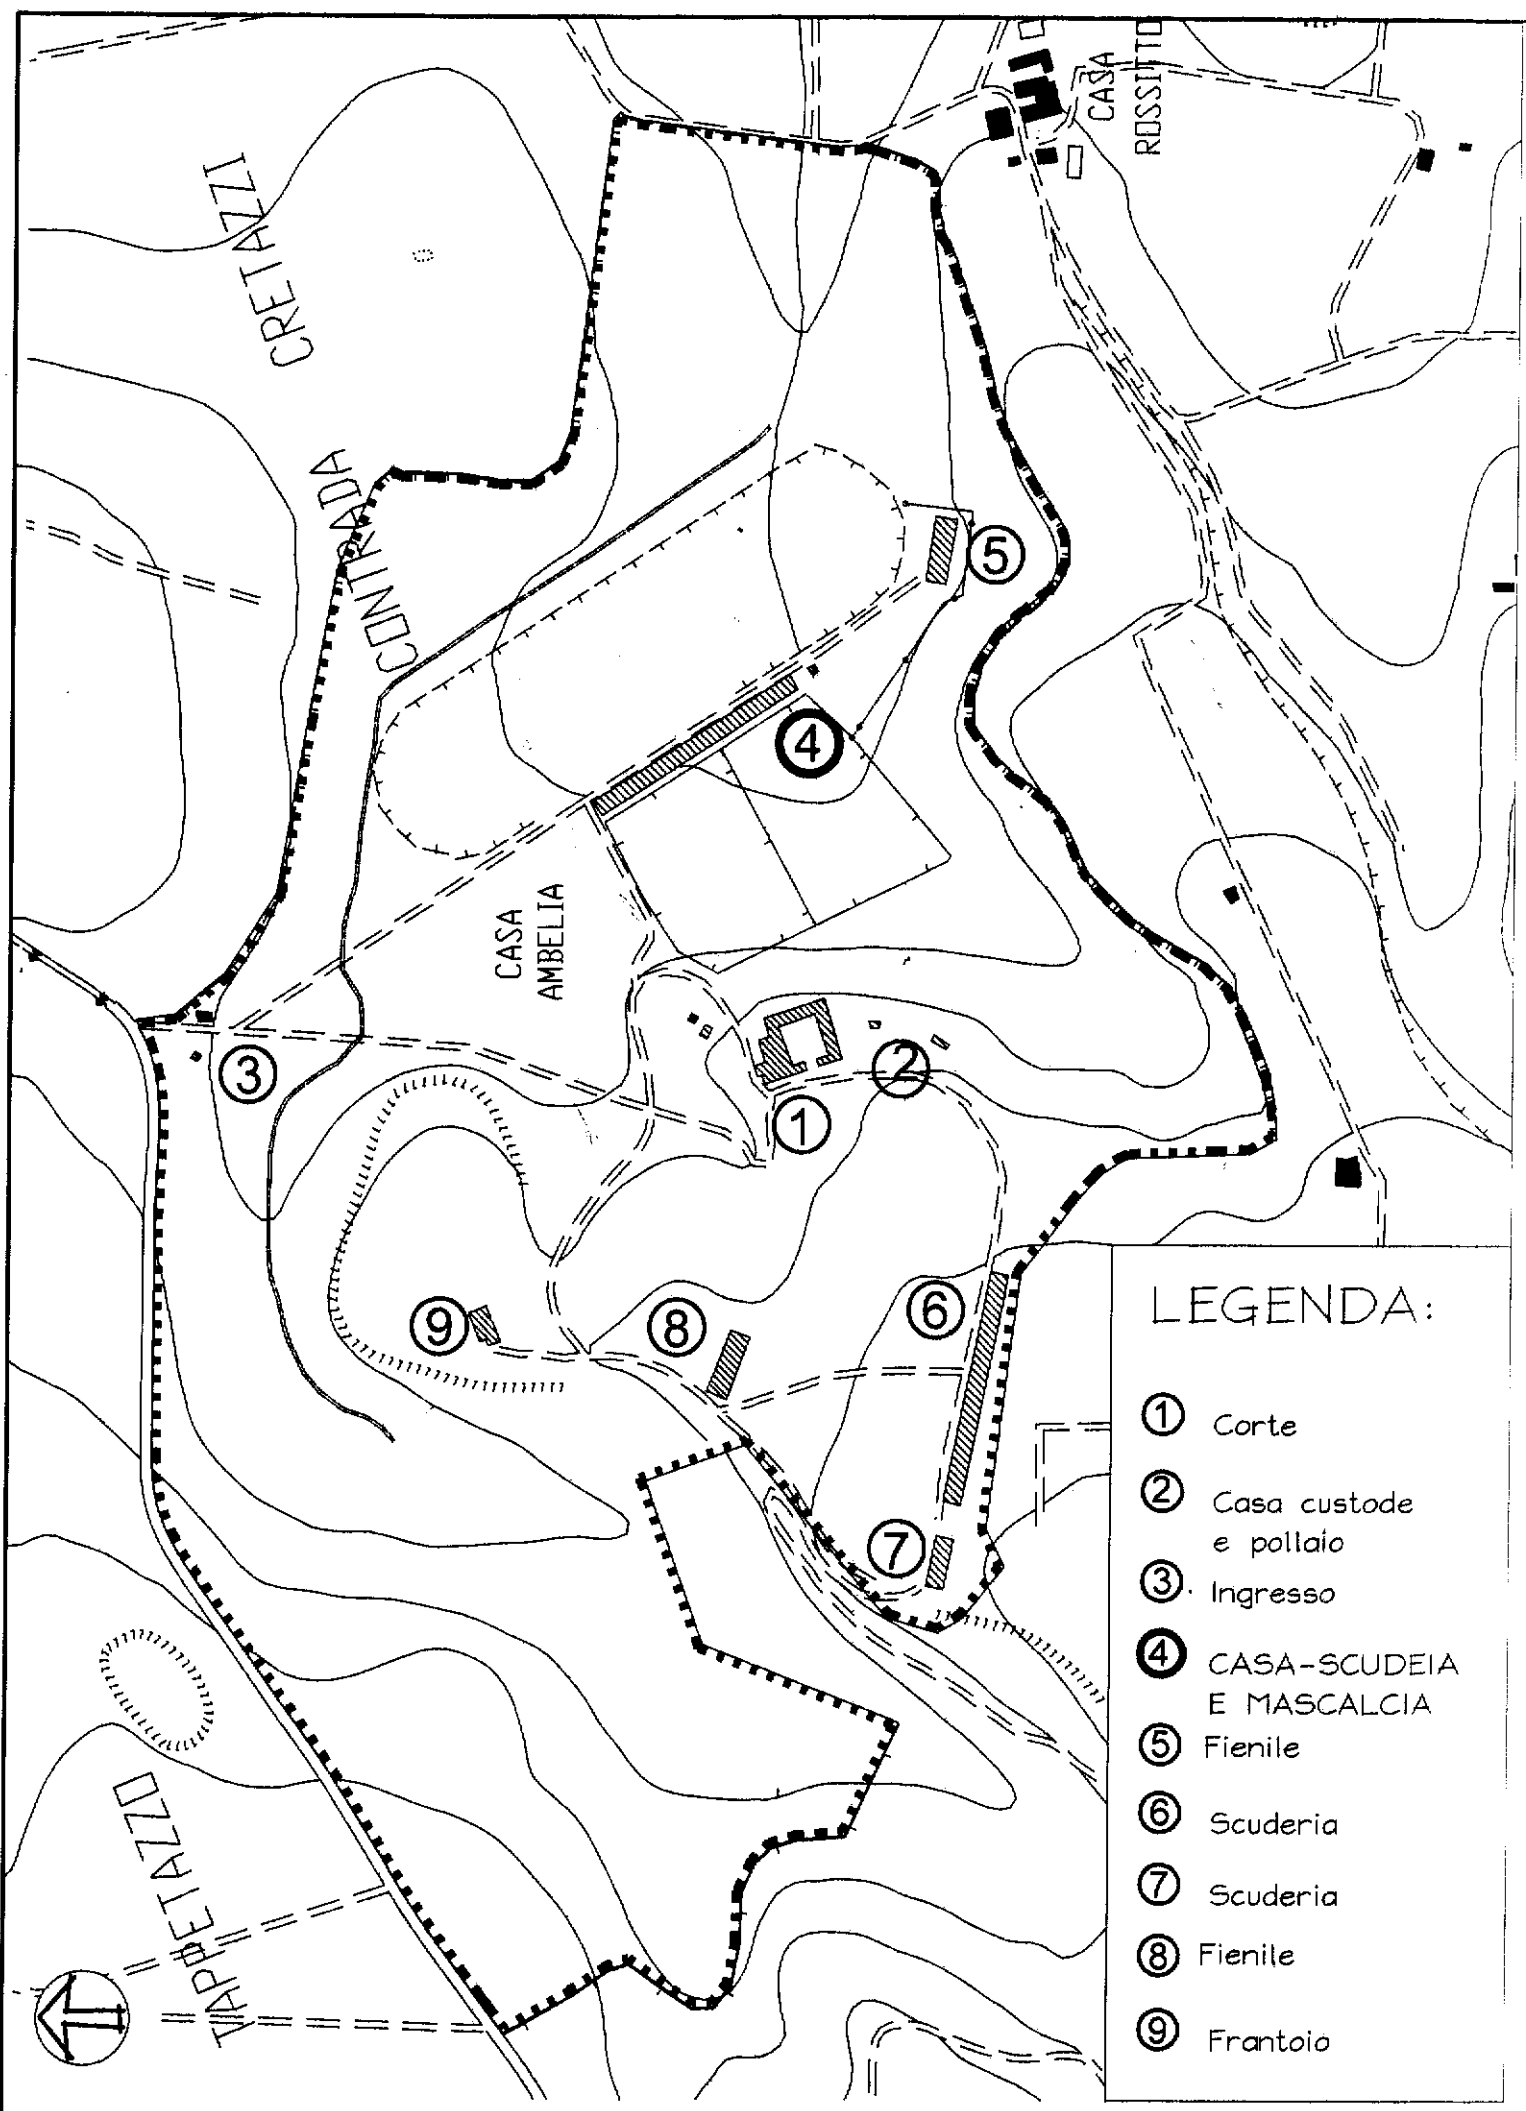 CASA
ROSSITTO
CRETAZZI
CONTRADA
5
4
CASA
AMBELIA
3
2
1
6
8
9
7
TAPPETAZZO
LEGENDA:
1 Corte
2 Casa custode
e pollaio
3. Ingresso
4 CASA-SCUDEIA
E MASCALCIA
5 Fienile
6 Scuderia
7 Scuderia
8 Fienile
9 Frantoio